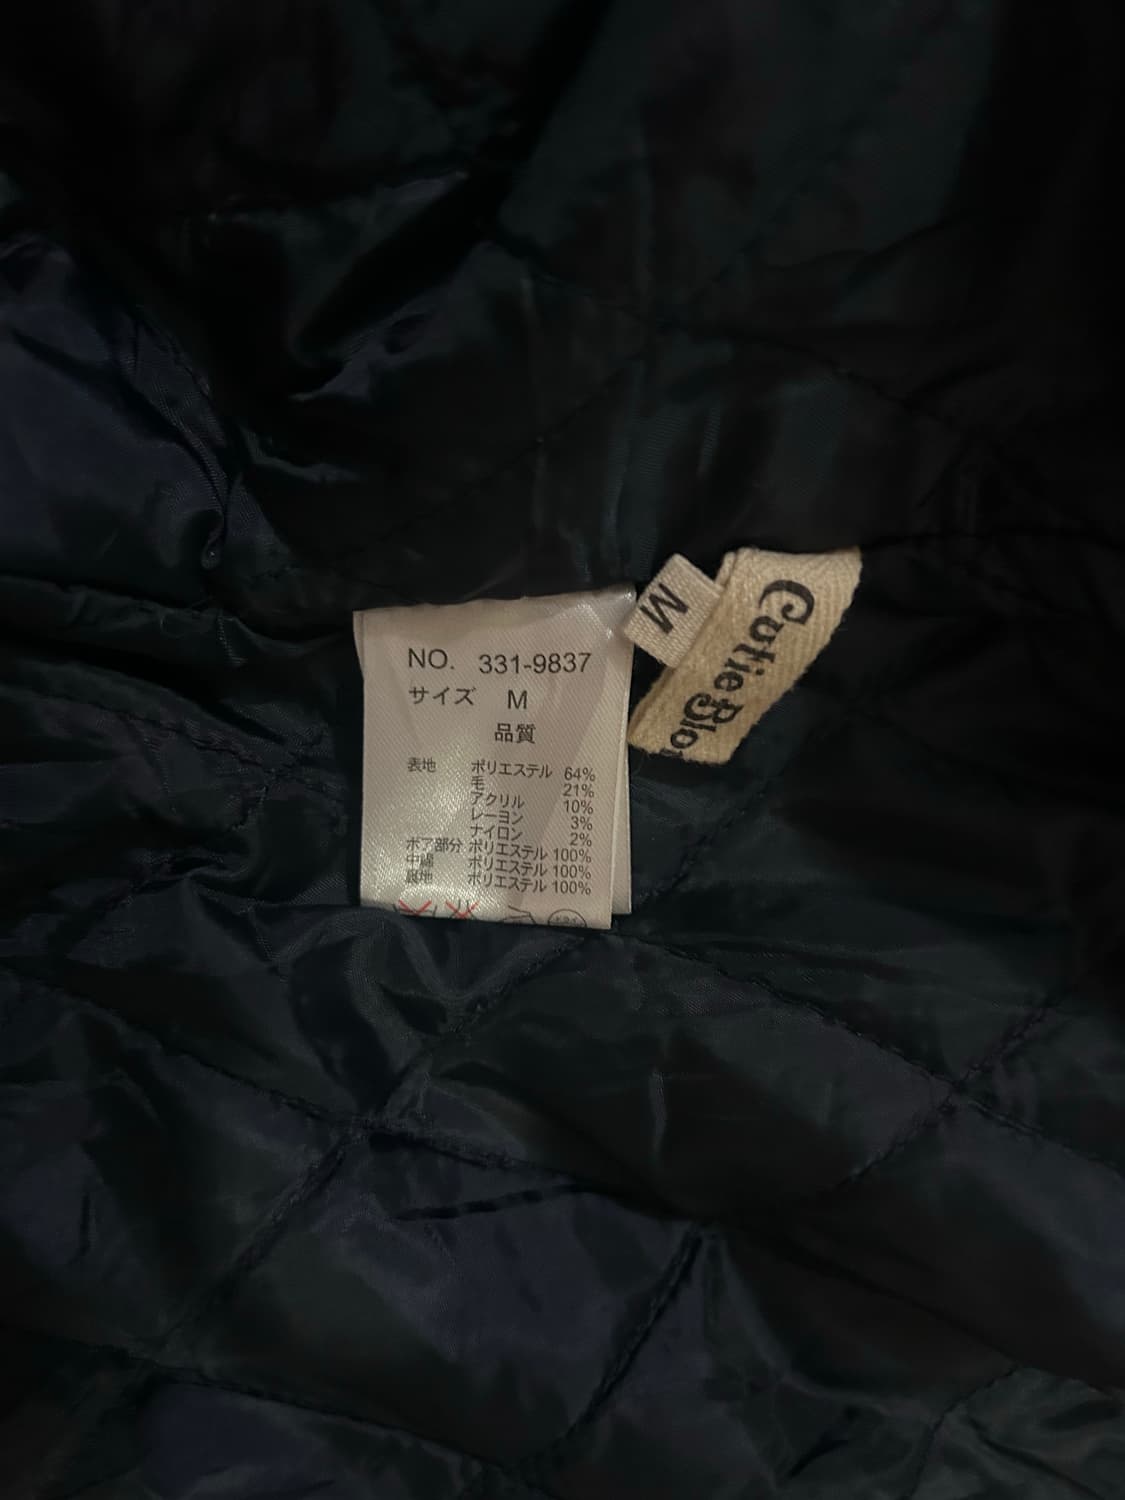 NO. 331-9837
サイズ M
品質
表地 ポリエステル 64%
毛 21%
アクリル 10%
レーヨン 3%
ナイロン 2%
ボア部分 ポリエステル 100%
中綿 ポリエステル 100%
裏地 ポリエステル 100%
ドライ
M
Cutie Blo